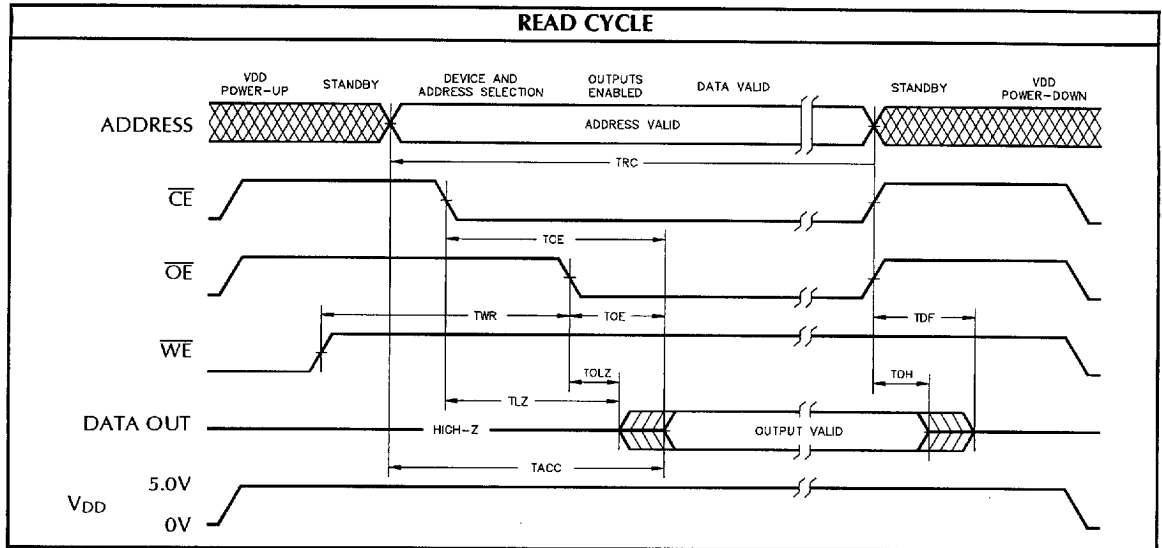 READ CYCLE
VDD POWER-UP
STANDBY
DEVICE AND ADDRESS SELECTION
OUTPUTS ENABLED
DATA VALID
STANDBY
VDD POWER-DOWN
ADDRESS
ADDRESS VALID
TRC
CE
TCE
OE
TWR
TOE
TDF
WE
TOLZ
TOH
TLZ
DATA OUT
HIGH-Z
OUTPUT VALID
TACC
5.0V
VDD
0V